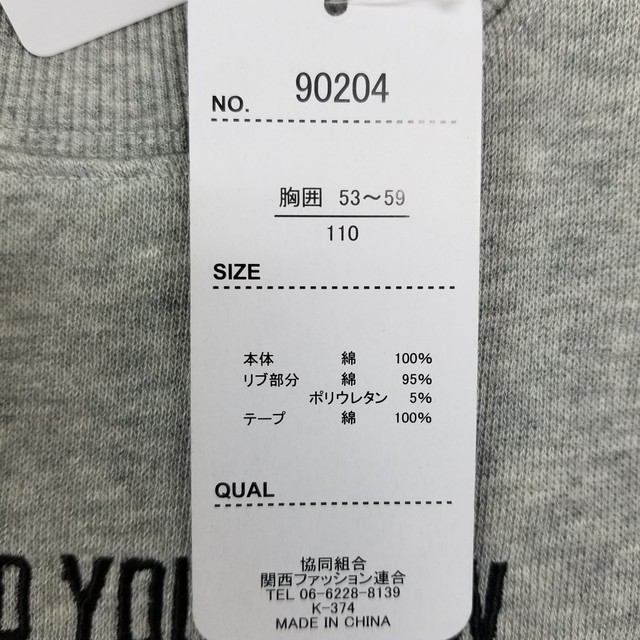 NO. 90204
胸囲 53～59
110
SIZE
本体 綿 100%
リブ部分 綿 95%
ポリウレタン 5%
テープ 綿 100%
QUAL
協同組合
関西ファッション連合
TEL 06-6228-8139
K-374
MADE IN CHINA
YOU